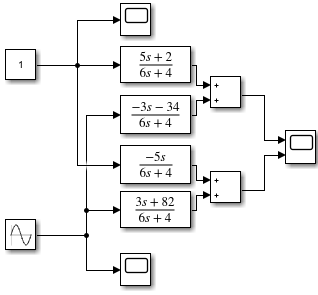 5s + 2
6s + 4
1
+
+
-3s - 34
6s + 4
-5s
6s + 4
+
+
3s + 82
6s + 4